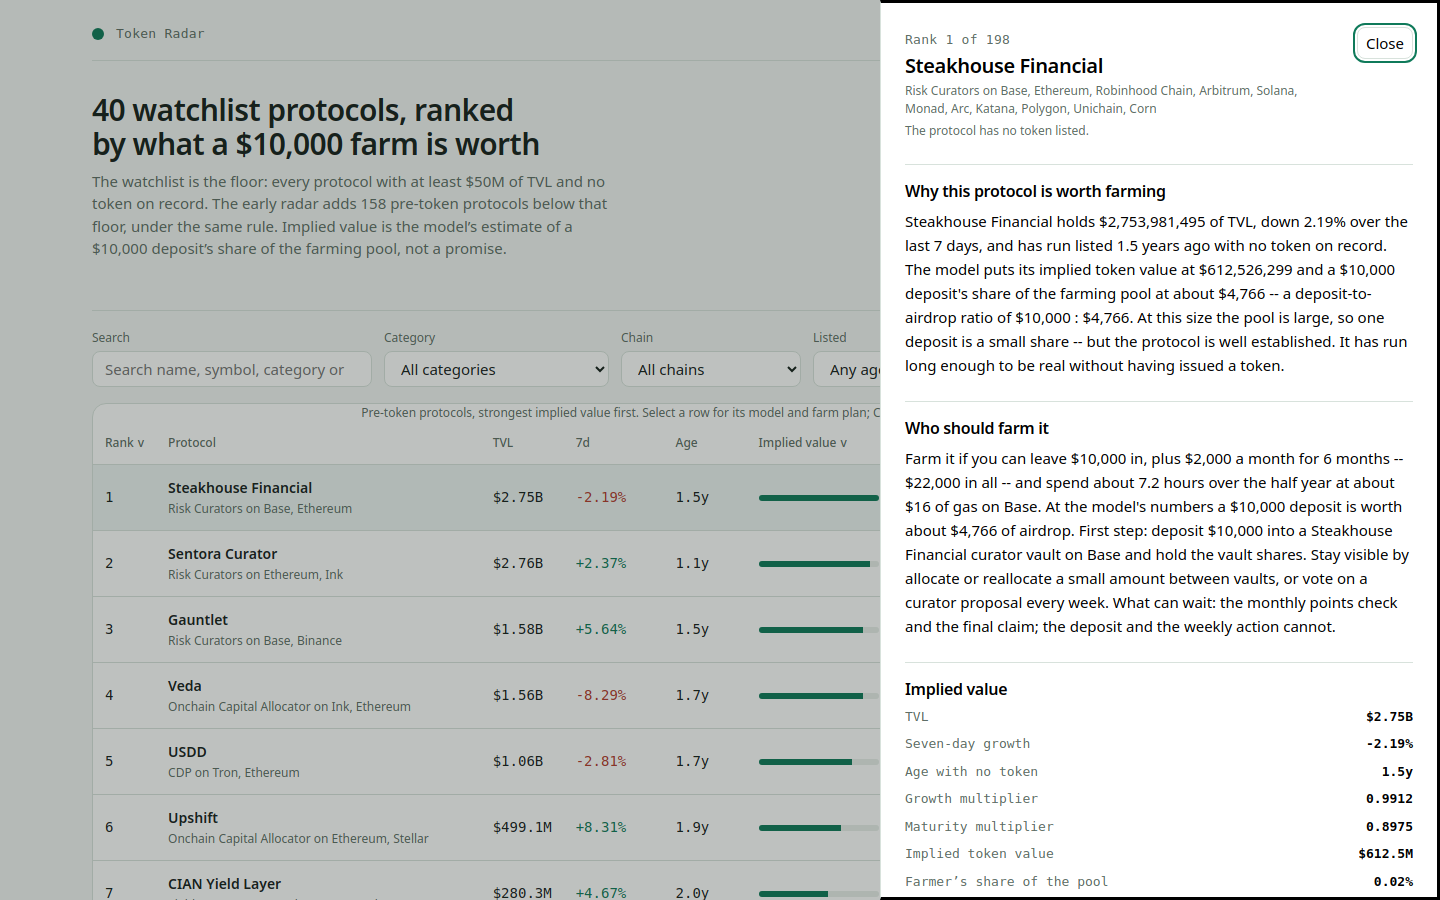 Token Radar
40 watchlist protocols, ranked
by what a $10,000 farm is worth
The watchlist is the floor: every protocol with at least $50M of TVL and no
token on record. The early radar adds 158 pre-token protocols below that
floor, under the same rule. Implied value is the model's estimate of a
$10,000 deposit's share of the farming pool, not a promise.
Search
Category
Chain
Listed
Search name, symbol, category or
All categories
All chains
Any ag
Pre-token protocols, strongest implied value first. Select a row for its model and farm plan; C
Rank v
Protocol
TVL
7d
Age
Implied value v
1
Steakhouse Financial
Risk Curators on Base, Ethereum
$2.75B
-2.19%
1.5y
2
Sentora Curator
Risk Curators on Ethereum, Ink
$2.76B
+2.37%
1.1y
3
Gauntlet
Risk Curators on Base, Binance
$1.58B
+5.64%
1.5y
4
Veda
Onchain Capital Allocator on Ink, Ethereum
$1.56B
-8.29%
1.7y
5
USDD
CDP on Tron, Ethereum
$1.06B
-2.81%
1.7y
6
Upshift
Onchain Capital Allocator on Ethereum, Stellar
$499.1M
+8.31%
1.9y
7
CIAN Yield Layer
$280.3M
+4.67%
2.0y
Rank 1 of 198
Close
Steakhouse Financial
Risk Curators on Base, Ethereum, Robinhood Chain, Arbitrum, Solana,
Monad, Arc, Katana, Polygon, Unichain, Corn
The protocol has no token listed.
Why this protocol is worth farming
Steakhouse Financial holds $2,753,981,495 of TVL, down 2.19% over the
last 7 days, and has run listed 1.5 years ago with no token on record.
The model puts its implied token value at $612,526,299 and a $10,000
deposit's share of the farming pool at about $4,766 -- a deposit-to-
airdrop ratio of $10,000 : $4,766. At this size the pool is large, so one
deposit is a small share -- but the protocol is well established. It has run
long enough to be real without having issued a token.
Who should farm it
Farm it if you can leave $10,000 in, plus $2,000 a month for 6 months --
$22,000 in all -- and spend about 7.2 hours over the half year at about
$16 of gas on Base. At the model's numbers a $10,000 deposit is worth
about $4,766 of airdrop. First step: deposit $10,000 into a Steakhouse
Financial curator vault on Base and hold the vault shares. Stay visible by
allocate or reallocate a small amount between vaults, or vote on a
curator proposal every week. What can wait: the monthly points check
and the final claim; the deposit and the weekly action cannot.
Implied value
TVL
$2.75B
Seven-day growth
-2.19%
Age with no token
1.5y
Growth multiplier
0.9912
Maturity multiplier
0.8975
Implied token value
$612.5M
Farmer's share of the pool
0.02%